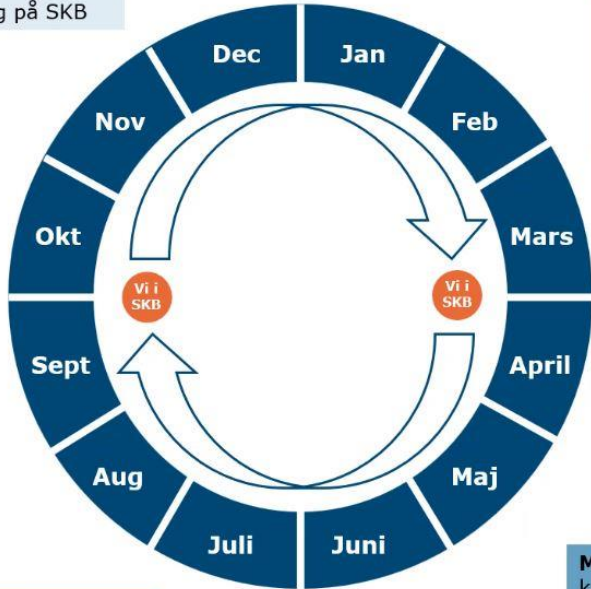 g på SKB
Dec
Jan
Nov
Feb
Okt
Mars
Vi i
SKB
Vi i
SKB
Sept
April
Aug
Maj
Juli
Juni